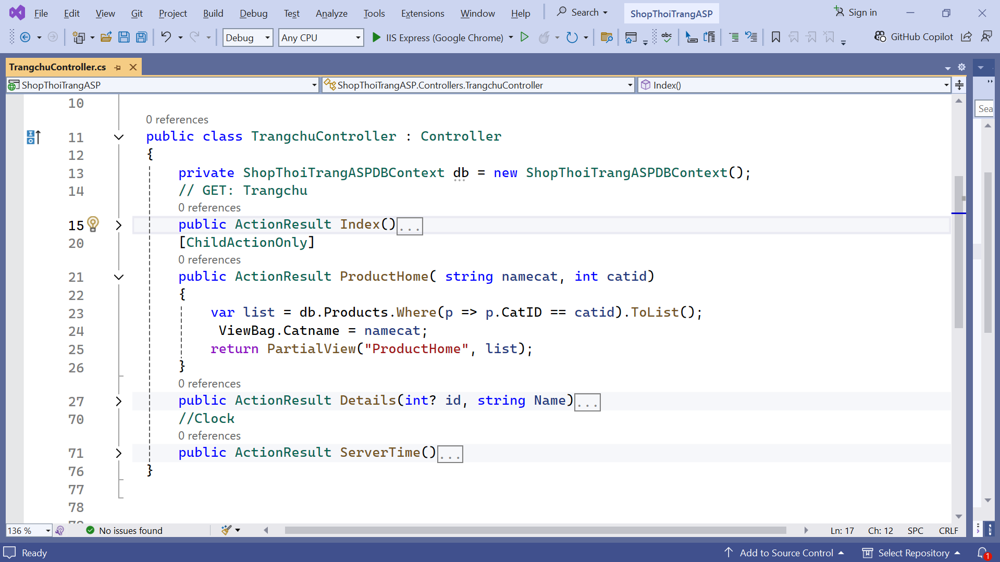 File Edit View Git Project Build Debug Test Analyze Tools Extensions Window Help Search ShopThoiTrangASP Sign in
Debug Any CPU IIS Express (Google Chrome) abc GitHub Copilot
TrangchuController.cs
ShopThoiTrangASP ShopThoiTrangASP.Controllers.TrangchuController Index()
Sea
10
0 references
11 public class TrangchuController : Controller
12 {
13 private ShopThoiTrangASPDBContext db = new ShopThoiTrangASPDBContext();
14 // GET: Trangchu
0 references
15 public ActionResult Index()...
20 [ChildActionOnly]
0 references
21 public ActionResult ProductHome( string namecat, int catid)
22 {
23 var list = db.Products.Where(p => p.CatID == catid).ToList();
24 ViewBag.Catname = namecat;
25 return PartialView("ProductHome", list);
26 }
0 references
27 public ActionResult Details(int? id, string Name)...
70 //Clock
0 references
71 public ActionResult ServerTime()...
76 }
77
78
136 % No issues found Ln: 17 Ch: 12 SPC CRLF
Ready Add to Source Control Select Repository 1